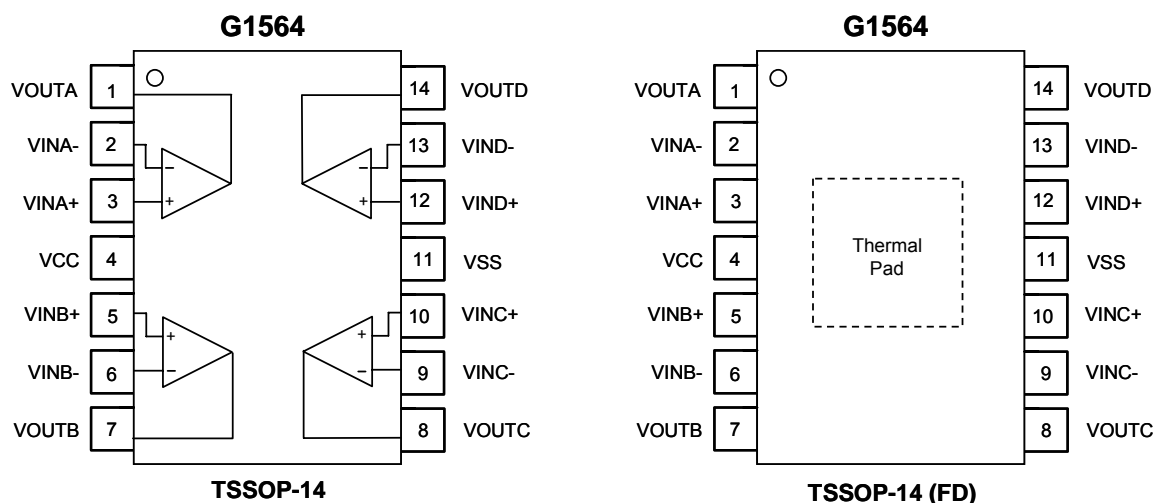 G1564
VOUTA 1 14 VOUTD
VINA- 2 - - 13 VIND-
VINA+ 3 + + 12 VIND+
VCC 4 11 VSS
VINB+ 5 + + 10 VINC+
VINB- 6 - - 9 VINC-
VOUTB 7 8 VOUTC
TSSOP-14
G1564
VOUTA 1 14 VOUTD
VINA- 2 13 VIND-
VINA+ 3 12 VIND+
Thermal
Pad
VCC 4 11 VSS
VINB+ 5 10 VINC+
VINB- 6 9 VINC-
VOUTB 7 8 VOUTC
TSSOP-14 (FD)